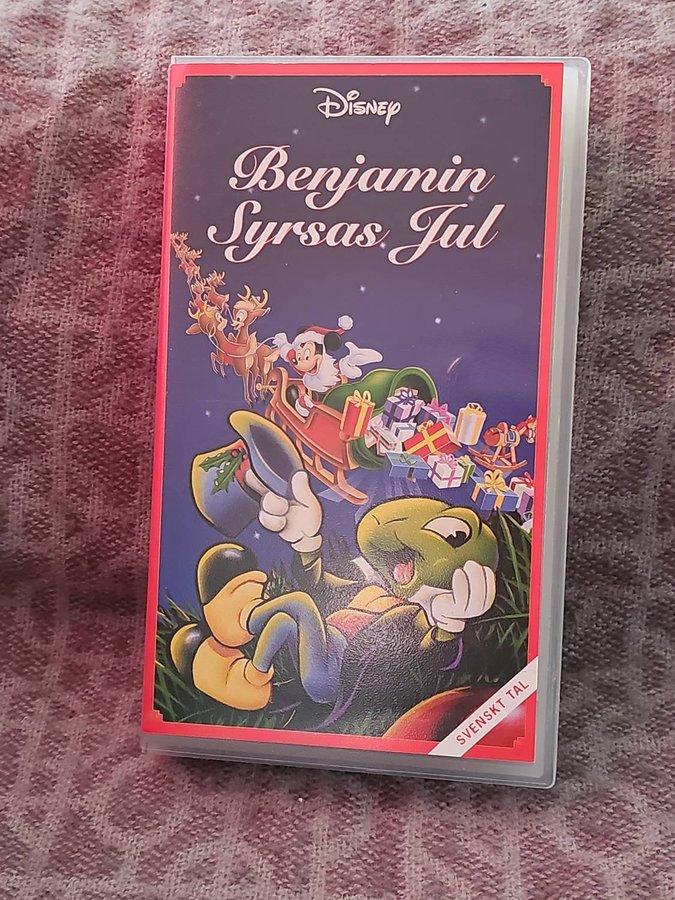 Disney
Benjamin
Syrsas Jul
SVENSKT TAL